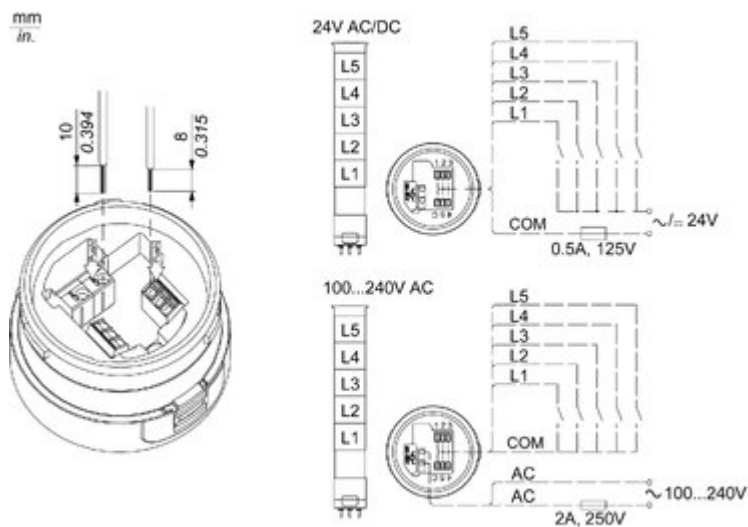 mm
in.
10
0.394
8
0.315
24V AC/DC
L5
L4
L3
L2
L1
L5
L4
L3
L2
L1
COM
0.5A, 125V
~/⎓ 24V
100...240V AC
L5
L4
L3
L2
L1
L5
L4
L3
L2
L1
COM
AC
AC
2A, 250V
~ 100...240V